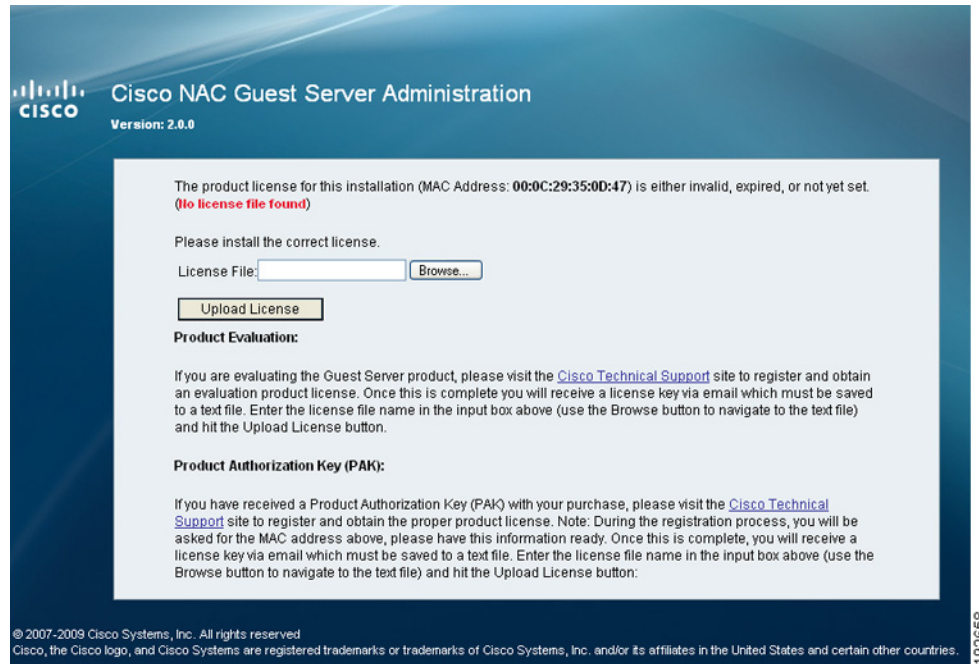 CISCO
Cisco NAC Guest Server Administration
Version: 2.0.0
The product license for this installation (MAC Address: 00:0C:29:35:0D:47) is either invalid, expired, or not yet set.
(No license file found)
Please install the correct license.
License File: Browse...
Upload License
Product Evaluation:
If you are evaluating the Guest Server product, please visit the Cisco Technical Support site to register and obtain
an evaluation product license. Once this is complete you will receive a license key via email which must be saved
to a text file. Enter the license file name in the input box above (use the Browse button to navigate to the text file)
and hit the Upload License button.
Product Authorization Key (PAK):
If you have received a Product Authorization Key (PAK) with your purchase, please visit the Cisco Technical
Support site to register and obtain the proper product license. Note: During the registration process, you will be
asked for the MAC address above, please have this information ready. Once this is complete, you will receive a
license key via email which must be saved to a text file. Enter the license file name in the input box above (use the
Browse button to navigate to the text file) and hit the Upload License button:
© 2007-2009 Cisco Systems, Inc. All rights reserved
Cisco, the Cisco logo, and Cisco Systems are registered trademarks or trademarks of Cisco Systems, Inc. and/or its affiliates in the United States and certain other countries.